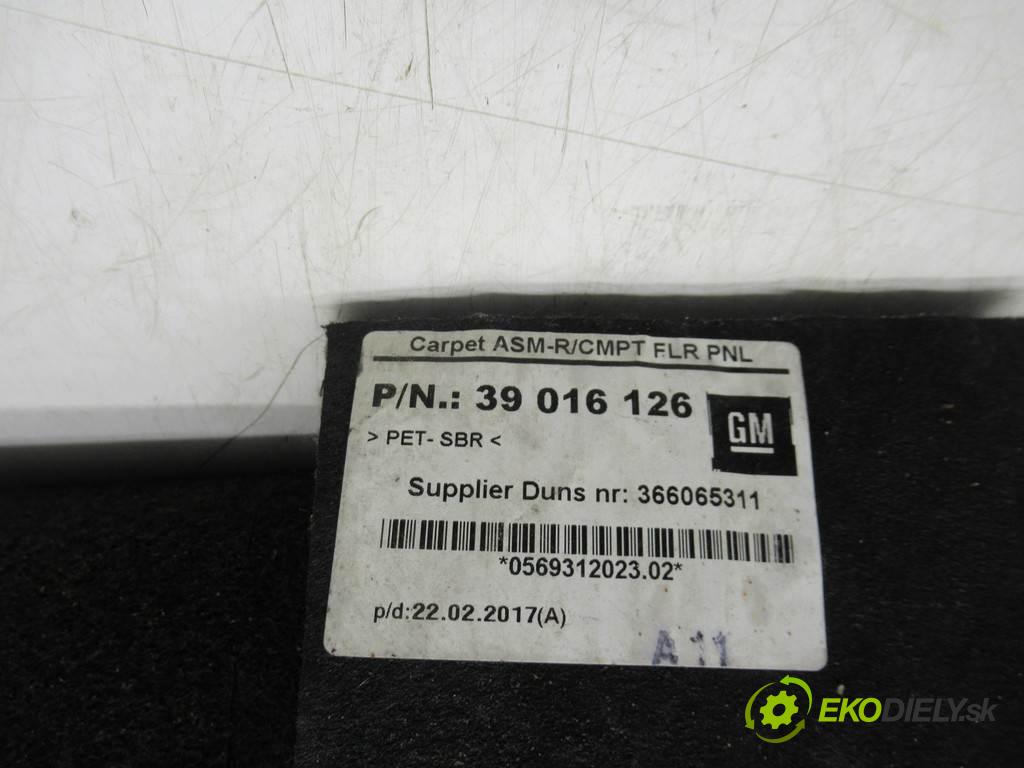 Carpet ASM-R/CMPT FLR PNL
P/N.: 39 016 126
GM
> PET- SBR <
Supplier Duns nr: 366065311
*0569312023.02*
p/d:22.02.2017(A)
A 11
EKODIELY.sk